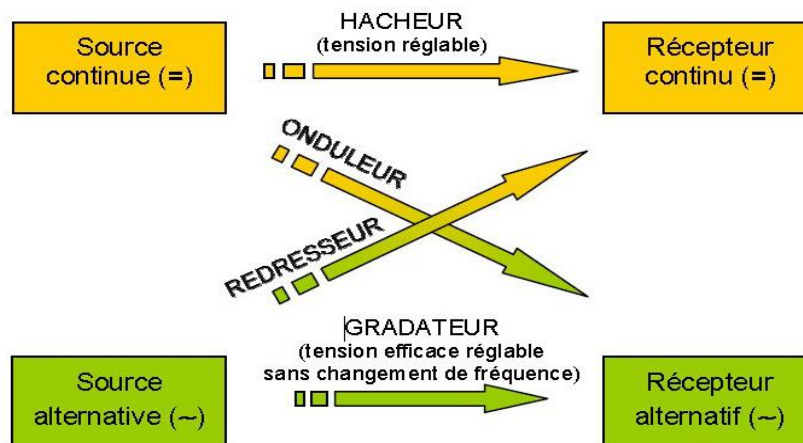 HACHEUR
(tension réglable)
Source
continue (=)
Récepteur
continu (=)
ONDULEUR
REDRESSEUR
GRADATEUR
(tension efficace réglable
sans changement de fréquence)
Source
alternative (~)
Récepteur
alternatif (~)